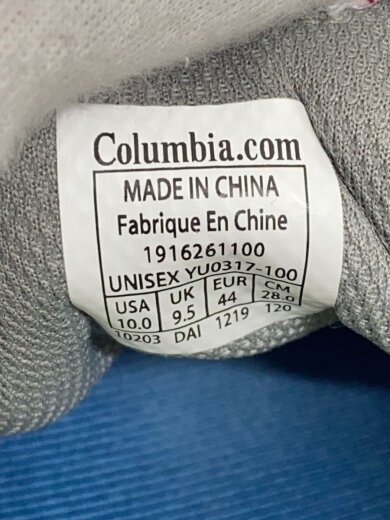 Columbia.com
MADE IN CHINA
Fabrique En Chine
1916261100
UNISEX YU0317-100
USA UK EUR CM
10.0 9.5 44 28.0
10203 DAI 1219 120